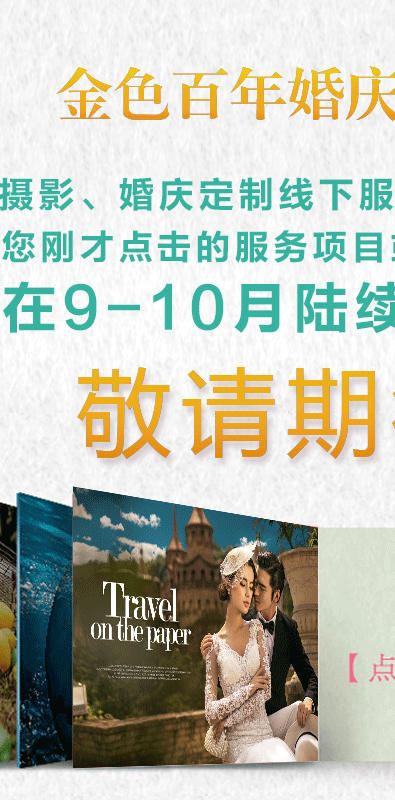 金色百年婚庆
摄影、婚庆定制线下服
您刚才点击的服务项目
在9-10月陆续
敬请期
Travel
on the paper
【点